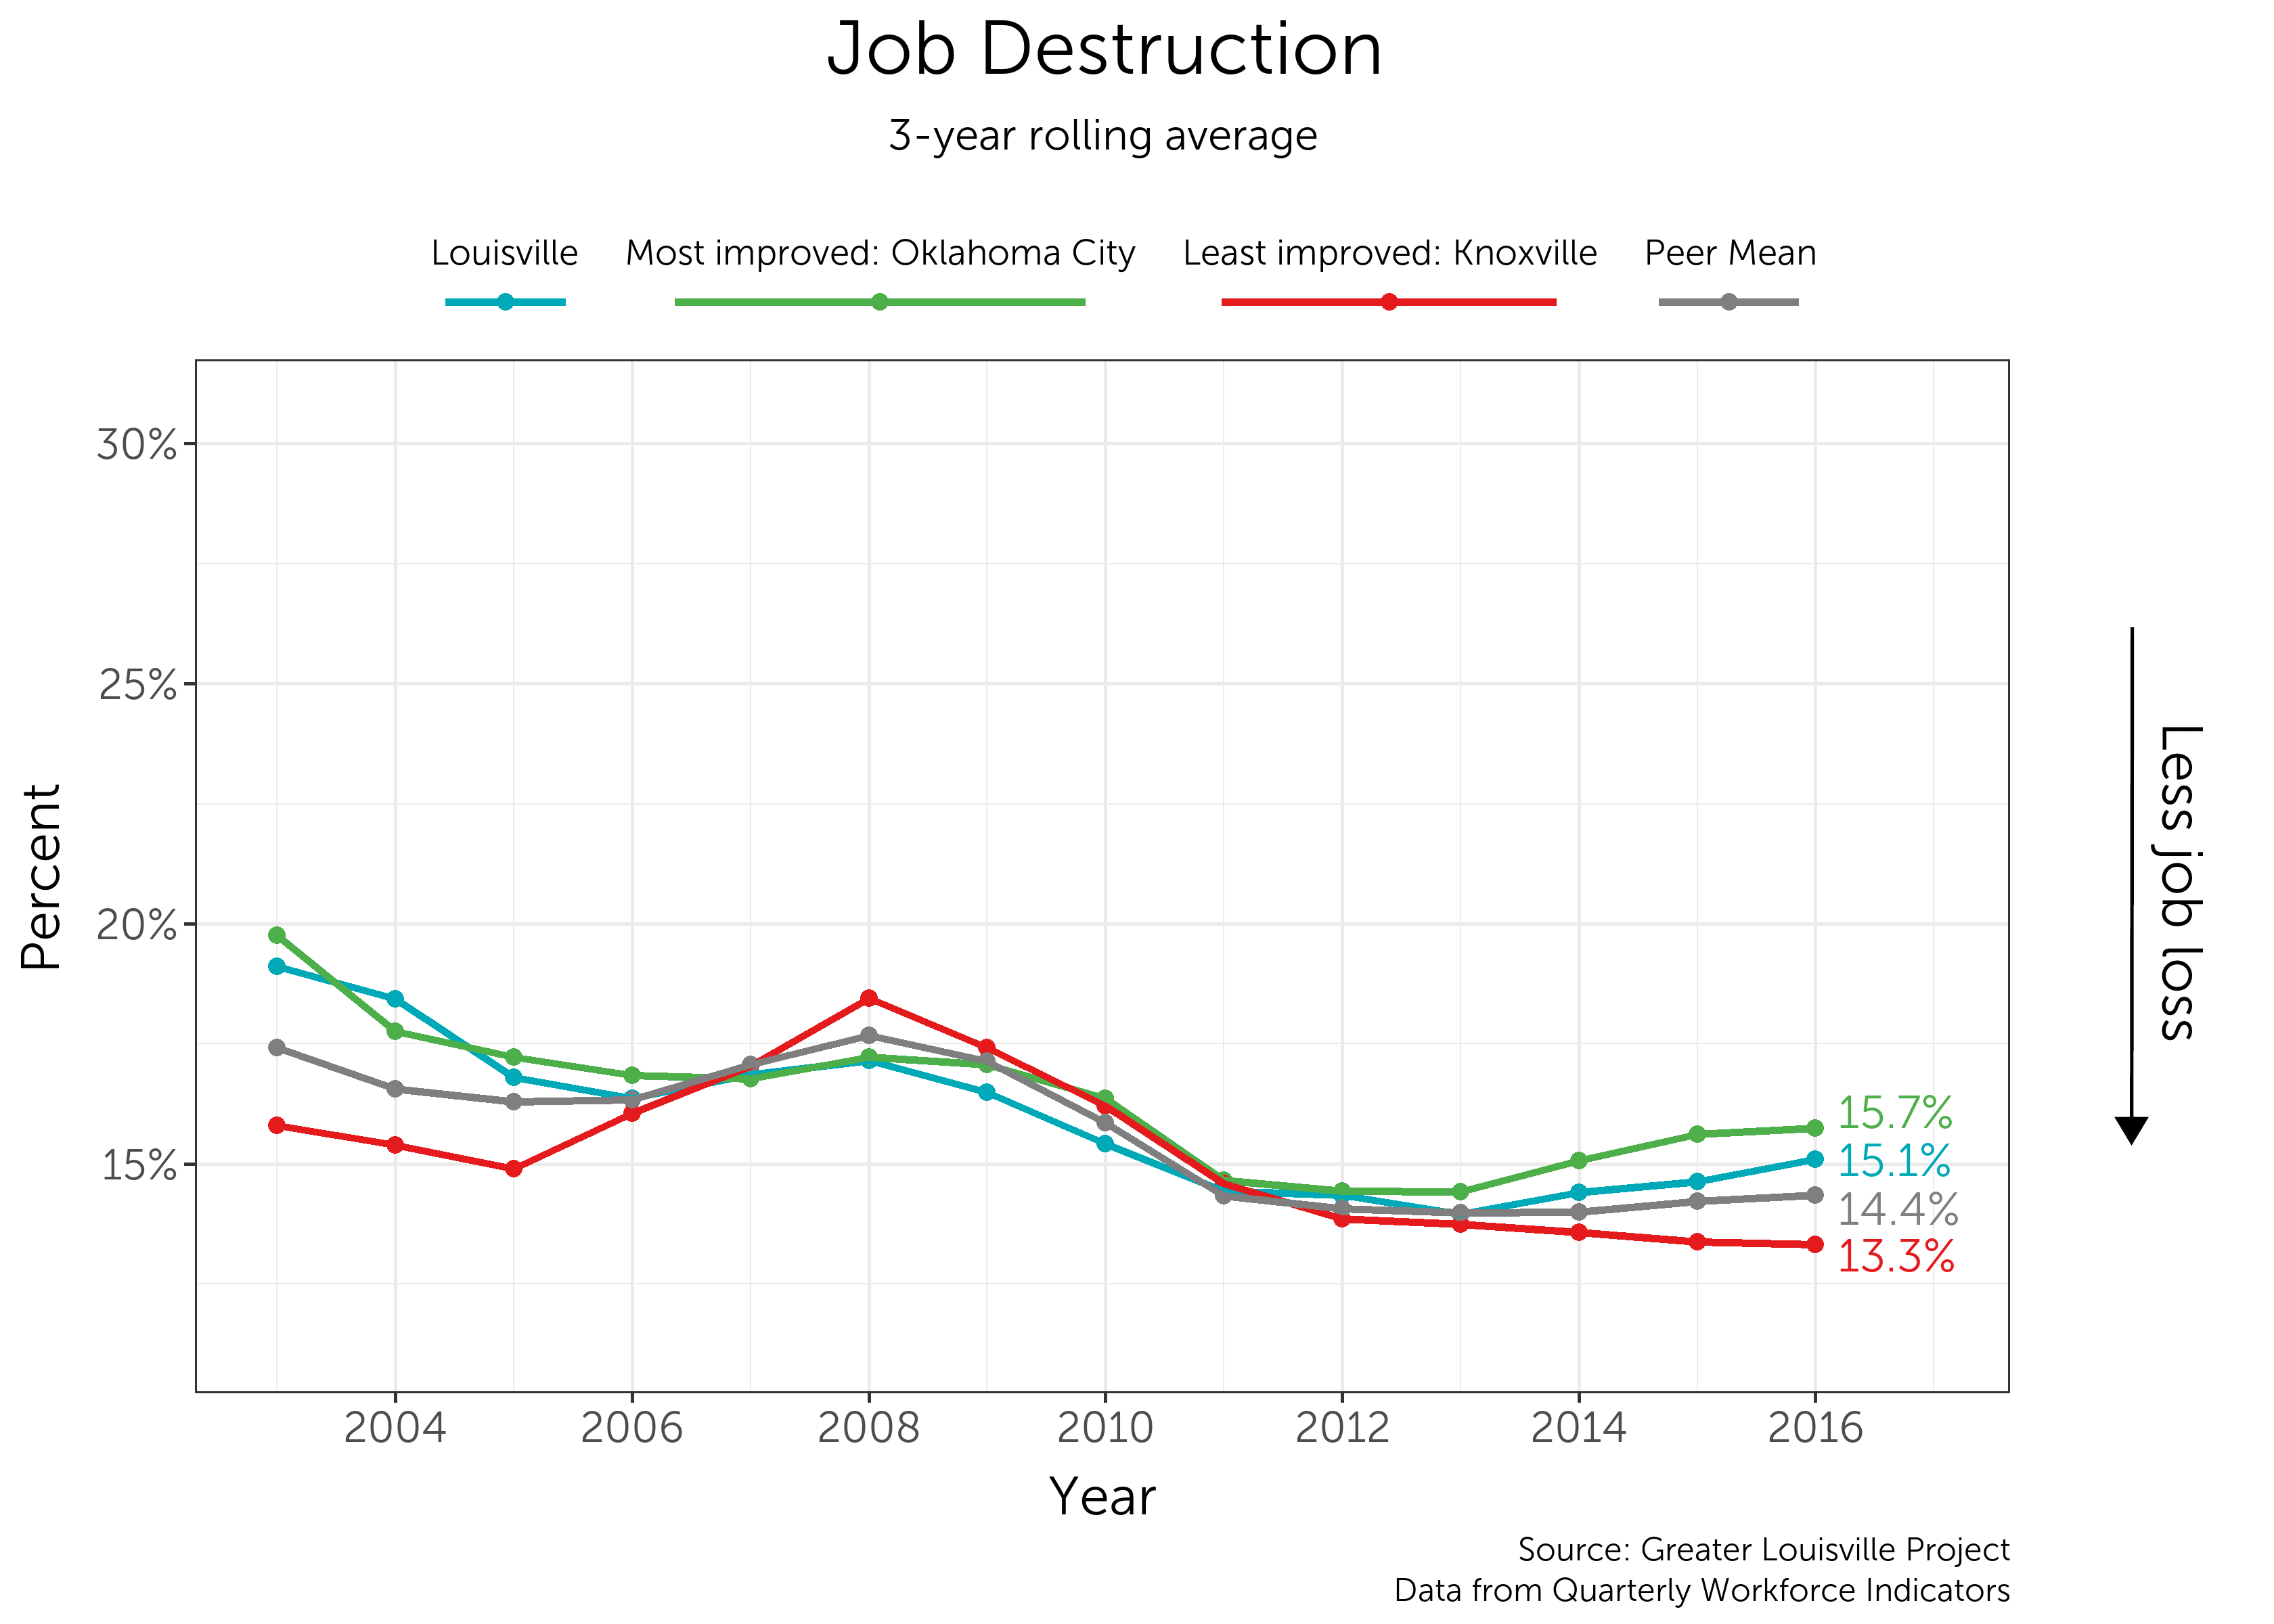 Job Destruction
3-year rolling average
Louisville Most improved: Oklahoma City Least improved: Knoxville Peer Mean
30%
25%
20%
15%
Percent
15.7%
15.1%
14.4%
13.3%
Less job loss
2004 2006 2008 2010 2012 2014 2016
Year
Source: Greater Louisville Project
Data from Quarterly Workforce Indicators